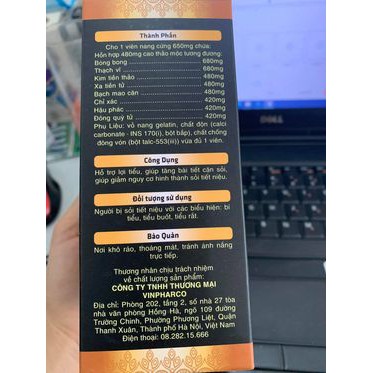 Thành Phần
Cho 1 viên nang cứng 650mg chứa:
Hỗn hợp 480mg cao thảo mộc tương đương:
Bòng bong 680mg
Thạch vĩ 680mg
Kim tiền thảo 480mg
Xa tiền tử 480mg
Bạch mao căn 480mg
Chỉ xác 420mg
Hậu phác 420mg
Đông quỳ tử 420mg
Phụ Liệu: vỏ nang gelatin, chất độn (calci
carbonate - INS 170(i), bột bắp), chất chống
đông vón (bột talc-553(iii)) vừa đủ 1 viên.
Công Dụng
Hỗ trợ lợi tiểu, giúp tăng bài tiết cặn sỏi,
giúp giảm nguy cơ hình thành sỏi tiết niệu.
Đối tượng sử dụng
Người bị sỏi tiết niệu với các biểu hiện: bí
tiểu, tiểu buốt, tiểu rắt.
Bảo Quản
Nơi khô ráo, thoáng mát, tránh ánh nắng
trực tiếp.
Thương nhân chịu trách nhiệm
về chất lượng sản phẩm:
CÔNG TY TNHH THƯƠNG MẠI
VINPHARCO
Địa chỉ: Phòng 202, tầng 2, số nhà 27 tòa
nhà văn phòng Hồng Hà, ngõ 109 đường
Trường Chinh, Phường Phương Liệt, Quận
Thanh Xuân, Thành phố Hà Nội, Việt Nam
Điện thoại: 08.282.15.666
DELL